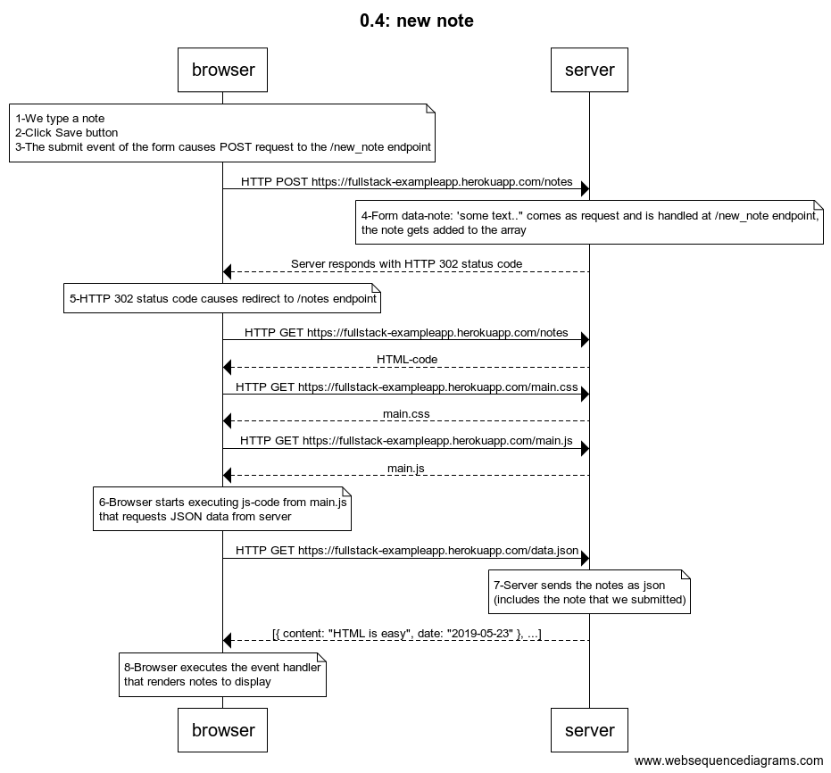 0.4: new note
browser
server
1-We type a note
2-Click Save button
3-The submit event of the form causes POST request to the /new_note endpoint
HTTP POST https://fullstack-exampleapp.herokuapp.com/notes
4-Form data-note: 'some text.." comes as request and is handled at /new_note endpoint,
the note gets added to the array
Server responds with HTTP 302 status code
5-HTTP 302 status code causes redirect to /notes endpoint
HTTP GET https://fullstack-exampleapp.herokuapp.com/notes
HTML-code
HTTP GET https://fullstack-exampleapp.herokuapp.com/main.css
main.css
HTTP GET https://fullstack-exampleapp.herokuapp.com/main.js
main.js
6-Browser starts executing js-code from main.js
that requests JSON data from server
HTTP GET https://fullstack-exampleapp.herokuapp.com/data.json
7-Server sends the notes as json
(includes the note that we submitted)
[{ content: "HTML is easy", date: "2019-05-23" }, ...]
8-Browser executes the event handler
that renders notes to display
browser
server
www.websequencediagrams.com